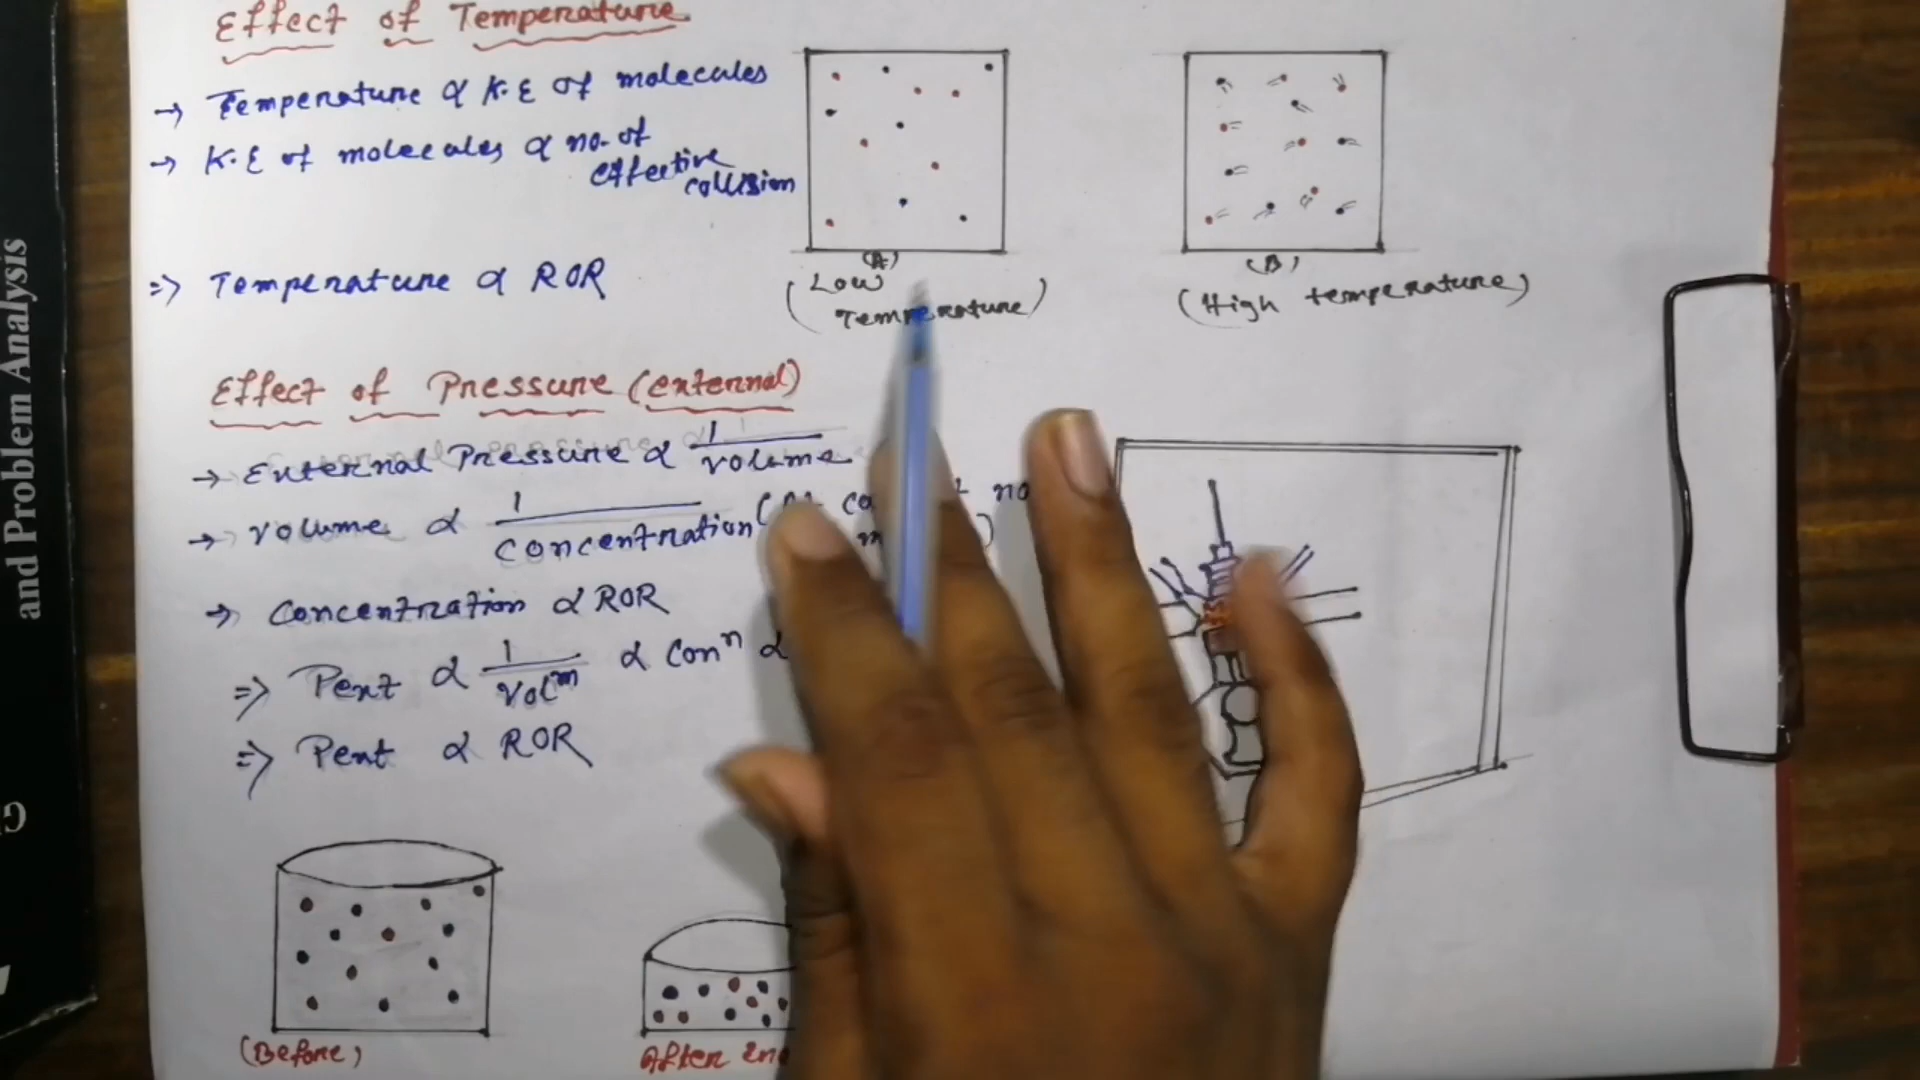 Effect of Temperature
→ Temperature α K.E of molecules
→ K.E of molecules α no. of effective collision
⇒ Temperature α ROR
(A)
(Low Temperature)
(B)
(High temperature)
Effect of Pressure (external)
→ External Pressure α 1/volume
→ volume α 1/concentration
no
→ Concentration α ROR
⇒ Pext α 1/volm α conn α
⇒ Pext α ROR
(Before)
After
and Problem Analysis